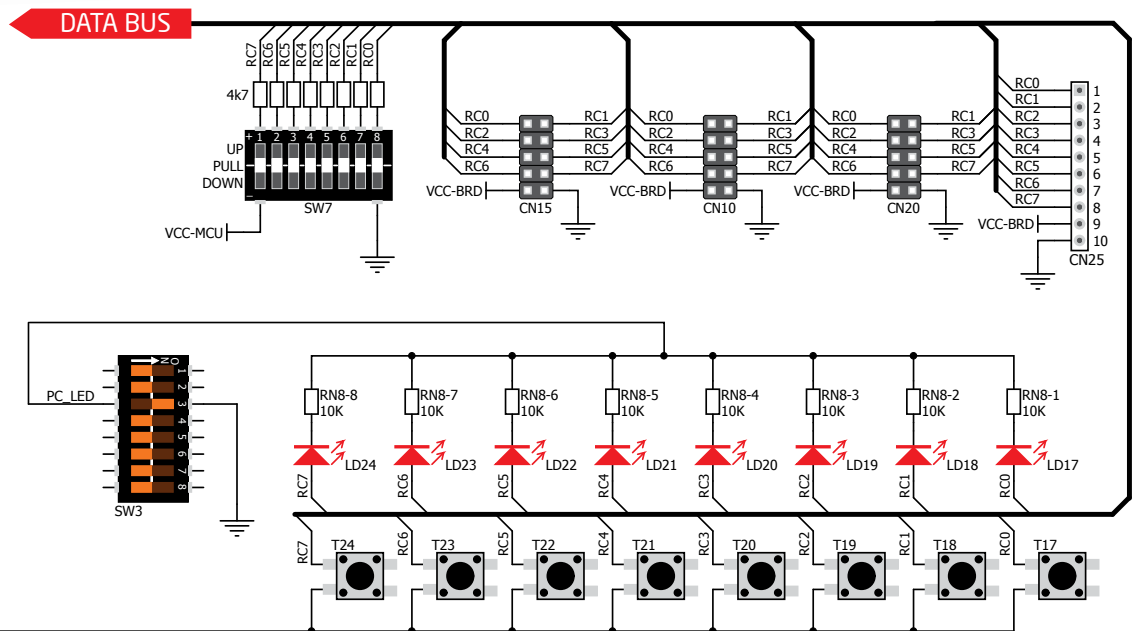 DATA BUS
RC7 RC6 RC5 RC4 RC3 RC2 RC1 RC0
4k7
+ 1 2 3 4 5 6 7 8
UP
PULL
DOWN
_
SW7
VCC-MCU
RC0 RC1
RC2 RC3
RC4 RC5
RC6 RC7
VCC-BRD
CN15
RC0 RC1
RC2 RC3
RC4 RC5
RC6 RC7
VCC-BRD
CN10
RC0 RC1
RC2 RC3
RC4 RC5
RC6 RC7
VCC-BRD
CN20
RC0 1
RC1 2
RC2 3
RC3 4
RC4 5
RC5 6
RC6 7
RC7 8
VCC-BRD 9
10
CN25
PC_LED
ON
1
2
3
4
5
6
7
8
SW3
RN8-8 RN8-7 RN8-6 RN8-5 RN8-4 RN8-3 RN8-2 RN8-1
10K 10K 10K 10K 10K 10K 10K 10K
LD24 LD23 LD22 LD21 LD20 LD19 LD18 LD17
RC7 RC6 RC5 RC4 RC3 RC2 RC1 RC0
RC7 RC6 RC5 RC4 RC3 RC2 RC1 RC0
T24 T23 T22 T21 T20 T19 T18 T17